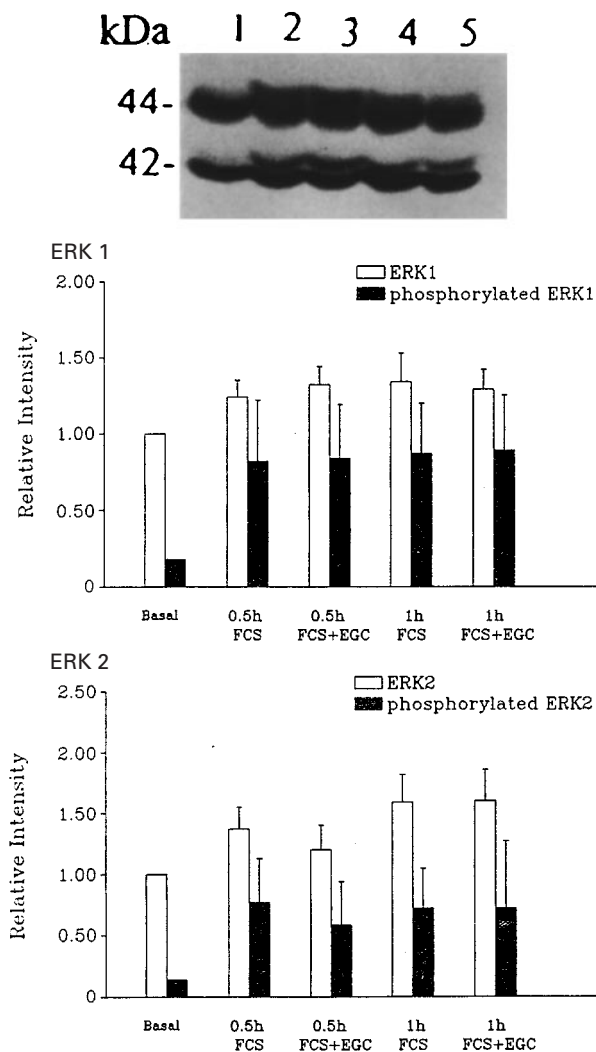 kDa 1 2 3 4 5
44-
42-
ERK 1
ERK1
phosphorylated ERK1
2.00
1.50
1.00
0.50
0
Relative Intensity
Basal 0.5h 0.5h 1h 1h
FCS FCS+EGC FCS FCS+EGC
ERK 2
ERK2
phosphorylated ERK2
2.50
2.00
1.50
1.00
0.50
0
Relative Intensity
Basal 0.5h 0.5h 1h 1h
FCS FCS+EGC FCS FCS+EGC